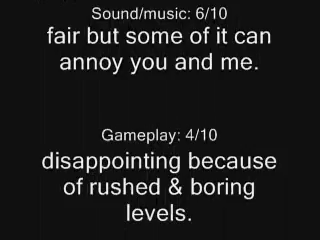 Sound/music: 6/10
fair but some of it can
annoy you and me.
Gameplay: 4/10
disappointing because
of rushed & boring
levels.